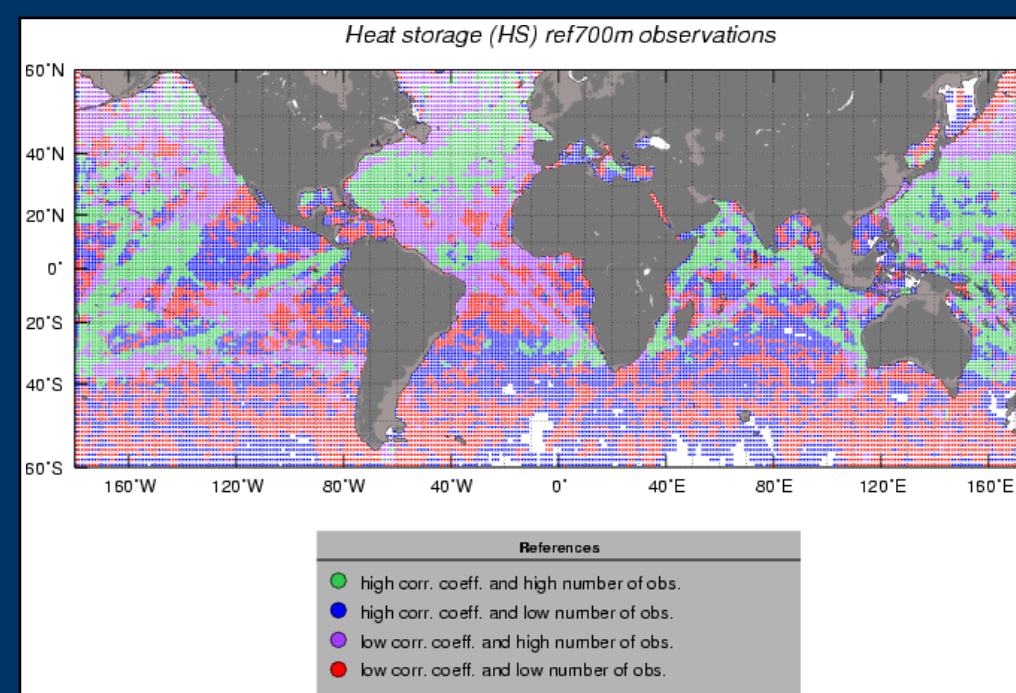 Heat storage (HS) ref700m observations
60˚N
40˚N
20˚N
0˚
20˚S
40˚S
60˚S
160˚W 120˚W 80˚W 40˚W 0˚ 40˚E 80˚E 120˚E 160˚E
References
high corr. coeff. and high number of obs.
high corr. coeff. and low number of obs.
low corr. coeff. and high number of obs.
low corr. coeff. and low number of obs.